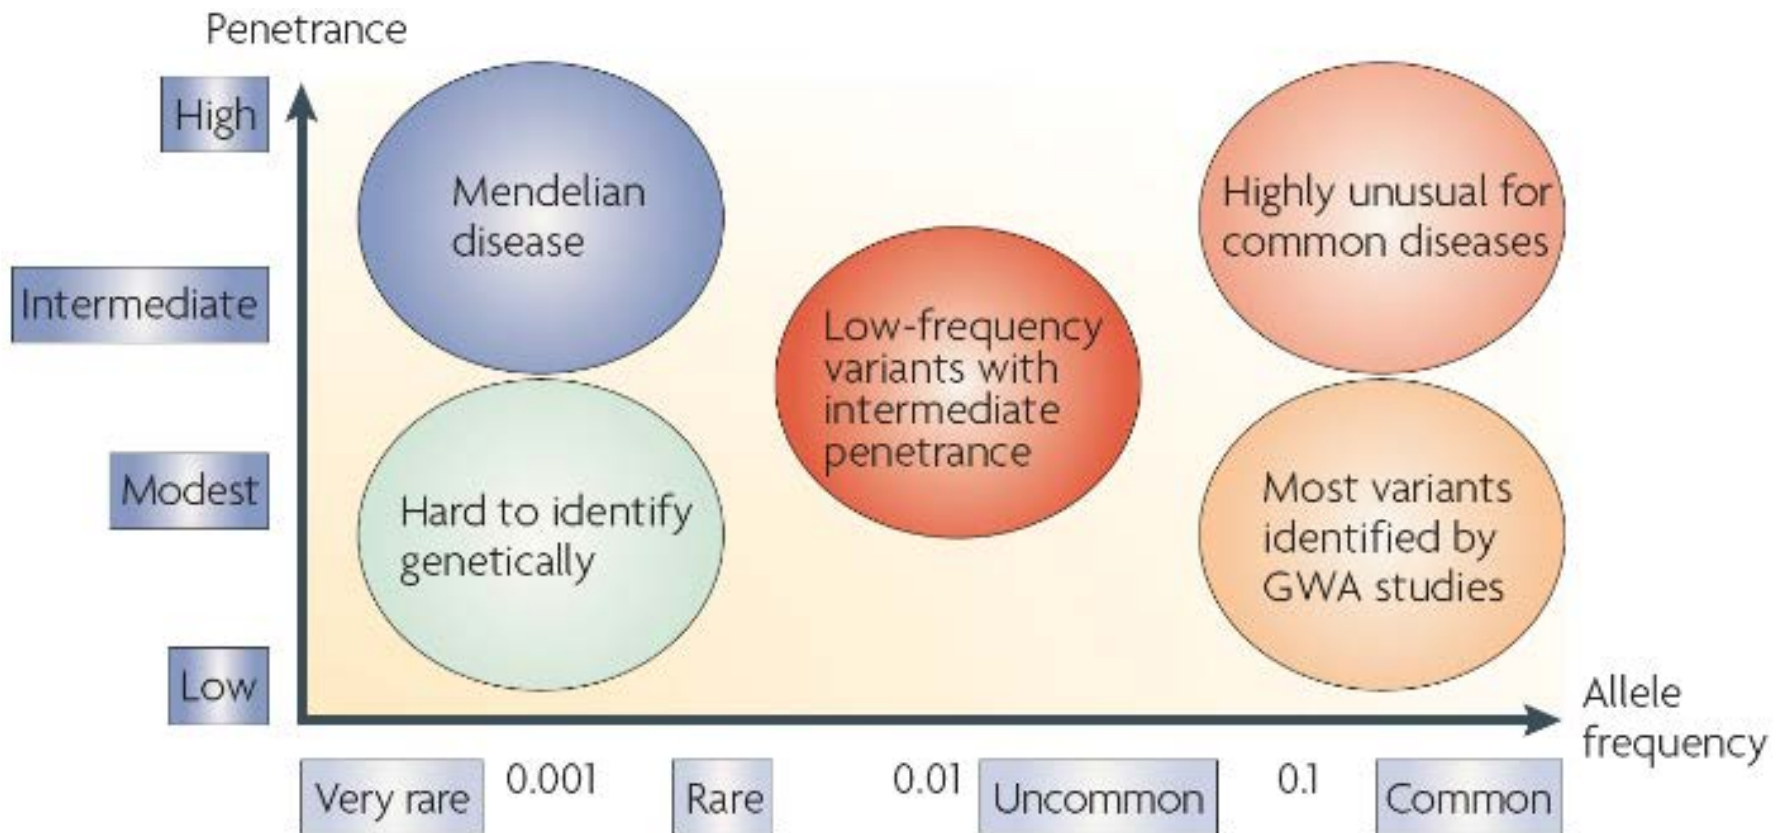 Penetrance
High
Intermediate
Modest
Low
Mendelian
disease
Highly unusual for
common diseases
Low-frequency
variants with
intermediate
penetrance
Hard to identify
genetically
Most variants
identified by
GWA studies
Allele
frequency
Very rare
0.001
Rare
0.01
Uncommon
0.1
Common